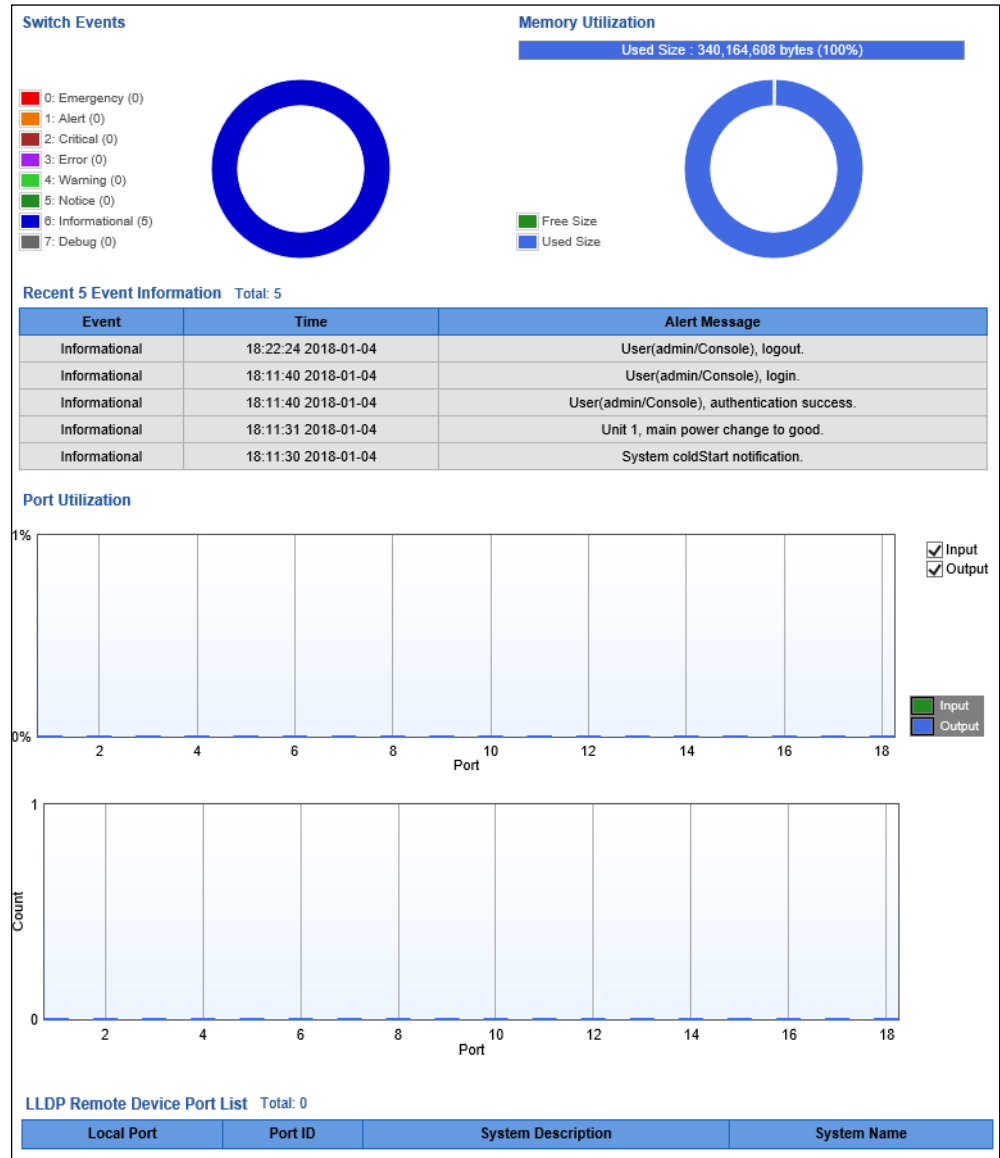 Switch Events
Memory Utilization
Used Size : 340,164,608 bytes (100%)
0: Emergency (0)
1: Alert (0)
2: Critical (0)
3: Error (0)
4: Warning (0)
5: Notice (0)
6: Informational (5)
7: Debug (0)
Free Size
Used Size
Recent 5 Event Information Total: 5
Event Time Alert Message
Informational 18:22:24 2018-01-04 User(admin/Console), logout.
Informational 18:11:40 2018-01-04 User(admin/Console), login.
Informational 18:11:40 2018-01-04 User(admin/Console), authentication success.
Informational 18:11:31 2018-01-04 Unit 1, main power change to good.
Informational 18:11:30 2018-01-04 System coldStart notification.
Port Utilization
1%
Input
Output
Input
Output
0%
2 4 6 8 10 12 14 16 18
Port
1
Count
0
2 4 6 8 10 12 14 16 18
Port
LLDP Remote Device Port List Total: 0
Local Port Port ID System Description System Name